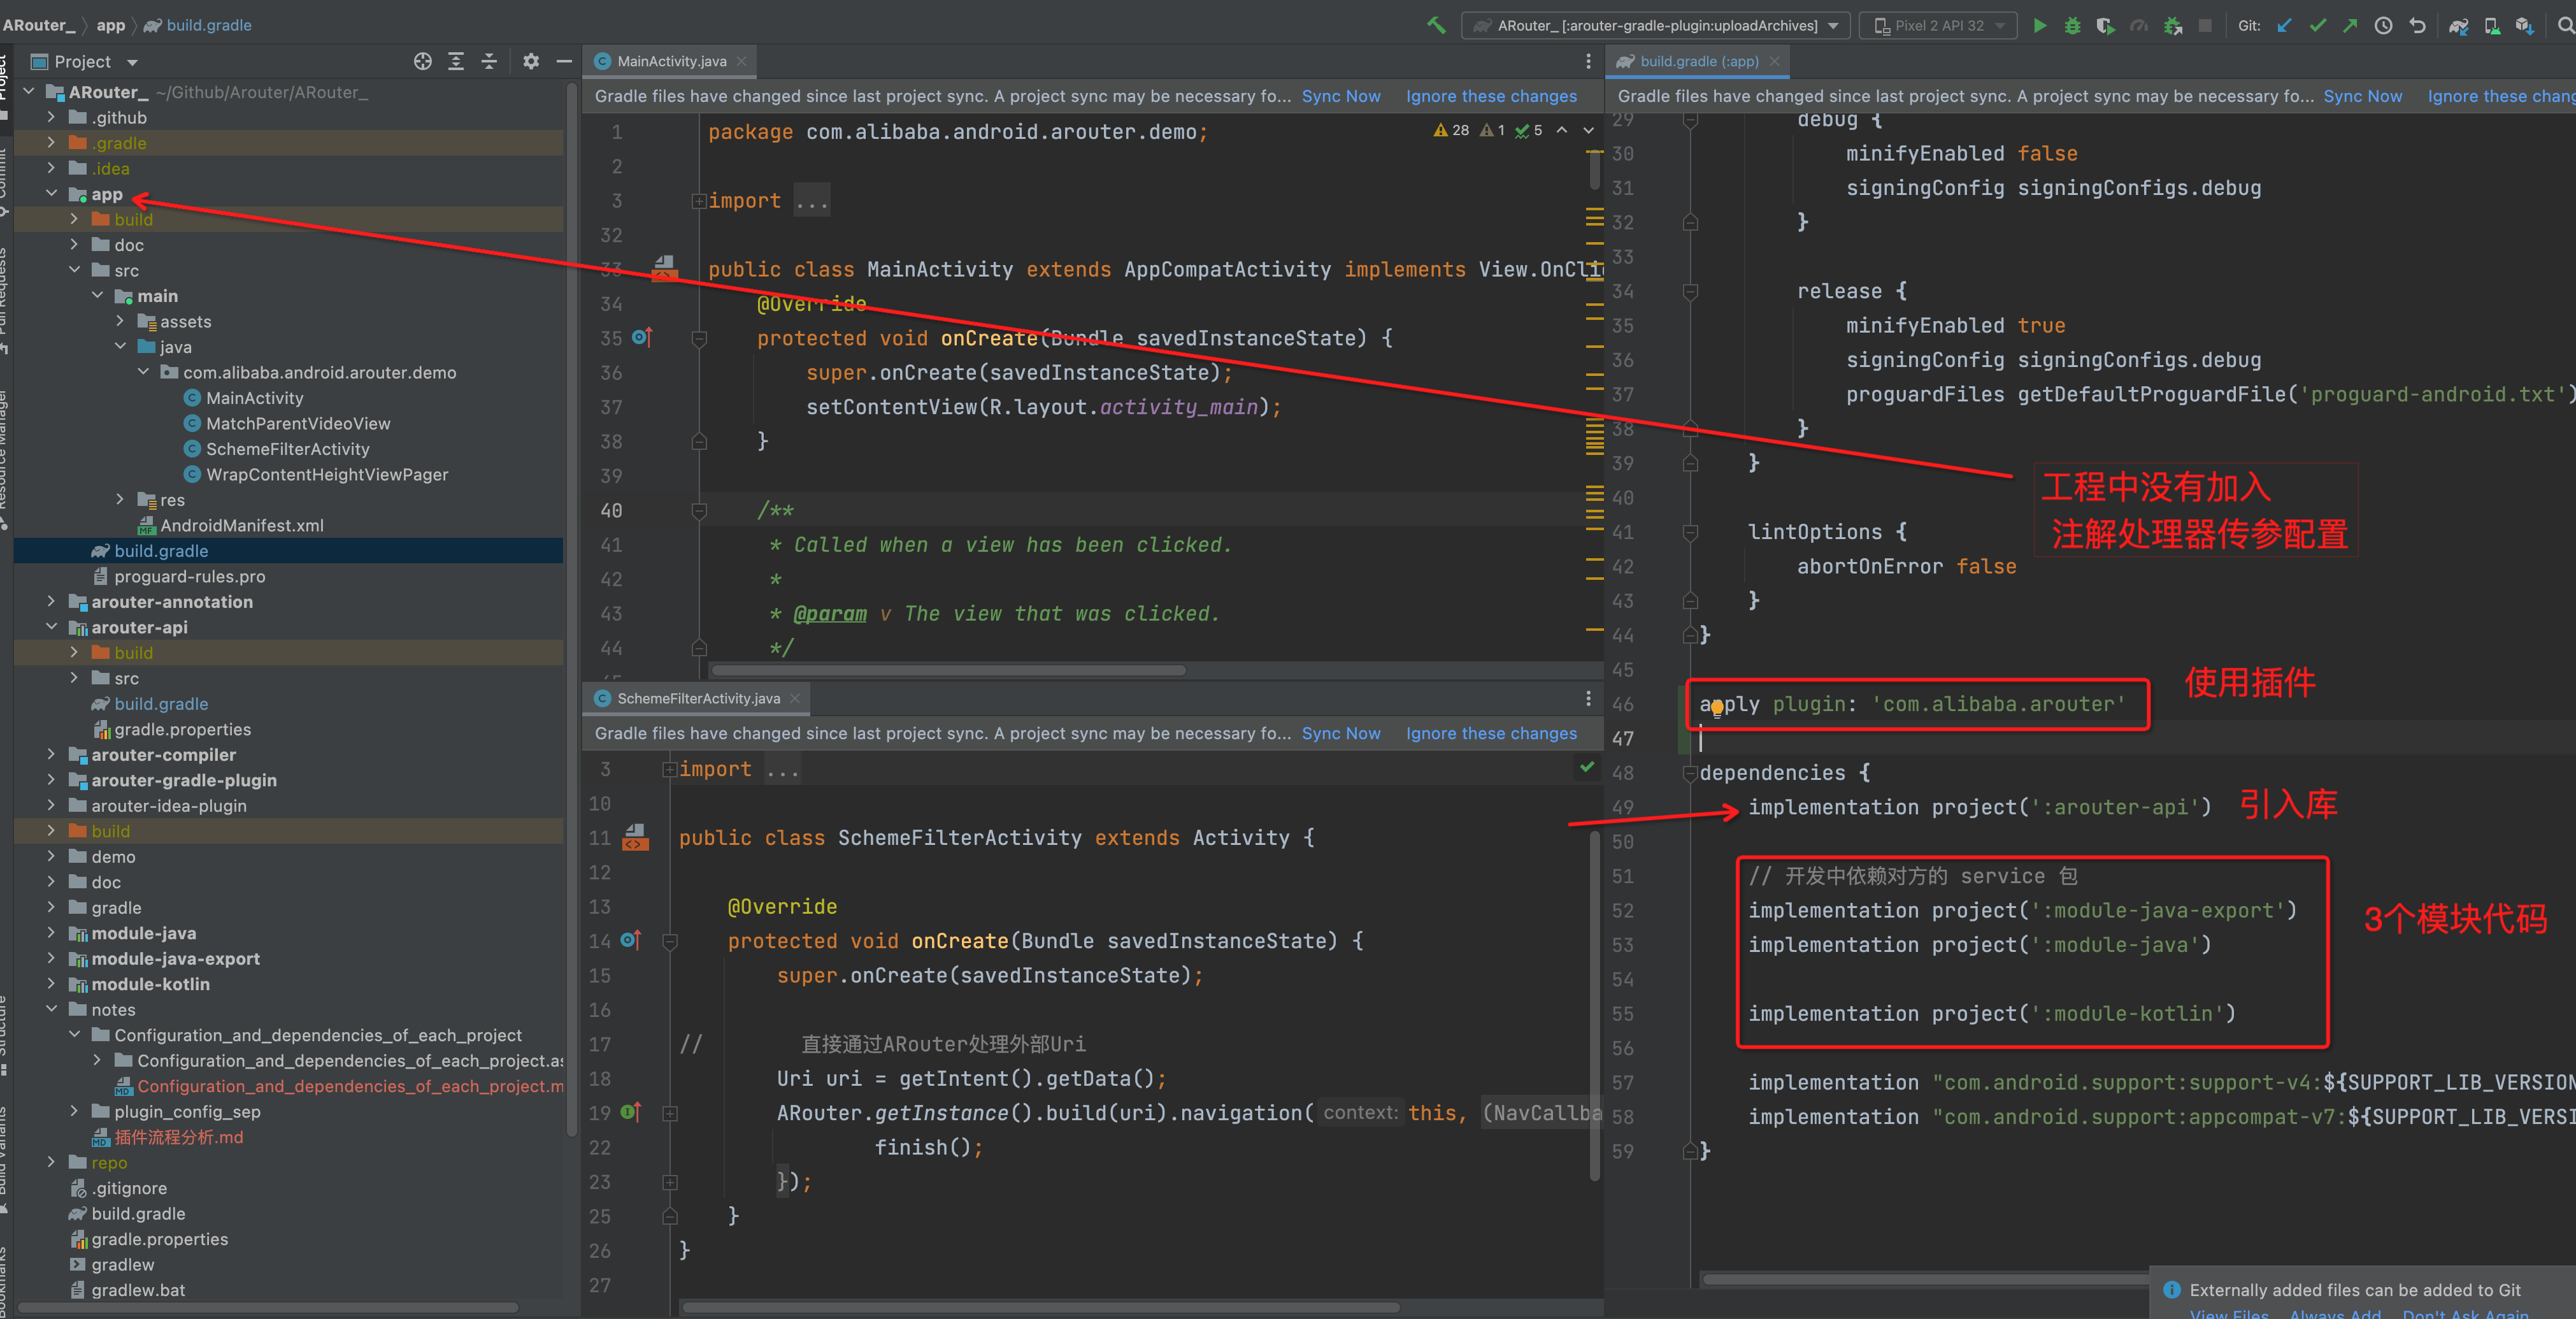 ARouter_ 〉 app 〉 build.gradle
ARouter_ [:arouter-gradle-plugin:uploadArchives]
Pixel 2 API 32
Git:
Project
ARouter_ ~/Github/Arouter/ARouter_
.github
.gradle
.idea
app
build
doc
src
main
assets
java
com.alibaba.android.arouter.demo
MainActivity
MatchParentVideoView
SchemeFilterActivity
WrapContentHeightViewPager
res
AndroidManifest.xml
build.gradle
proguard-rules.pro
arouter-annotation
arouter-api
build
src
build.gradle
gradle.properties
arouter-compiler
arouter-gradle-plugin
arouter-idea-plugin
build
demo
doc
gradle
module-java
module-java-export
module-kotlin
notes
Configuration_and_dependencies_of_each_project
Configuration_and_dependencies_of_each_project.as
Configuration_and_dependencies_of_each_project.m
plugin_config_sep
插件流程分析.md
repo
.gitignore
build.gradle
gradle.properties
gradlew
gradlew.bat
MainActivity.java
Gradle files have changed since last project sync. A project sync may be necessary fo... Sync Now Ignore these changes
28 1 5
1 package com.alibaba.android.arouter.demo;
2
3 import ...
32
33 public class MainActivity extends AppCompatActivity implements View.OnClic
34 @Override
35 protected void onCreate(Bundle savedInstanceState) {
36 super.onCreate(savedInstanceState);
37 setContentView(R.layout.activity_main);
38 }
39
40 /**
41 * Called when a view has been clicked.
42 *
43 * @param v The view that was clicked.
44 */
SchemeFilterActivity.java
Gradle files have changed since last project sync. A project sync may be necessary fo... Sync Now Ignore these changes
3 import ...
10
11 public class SchemeFilterActivity extends Activity {
12
13 @Override
14 protected void onCreate(Bundle savedInstanceState) {
15 super.onCreate(savedInstanceState);
16
17 // 直接通过ARouter处理外部Uri
18 Uri uri = getIntent().getData();
19 ARouter.getInstance().build(uri).navigation( context: this, (NavCallba
22 finish();
23 });
25 }
26 }
27
build.gradle (:app)
Gradle files have changed since last project sync. A project sync may be necessary fo... Sync Now Ignore these chang
29 debug {
30 minifyEnabled false
31 signingConfig signingConfigs.debug
32 }
33
34 release {
35 minifyEnabled true
36 signingConfig signingConfigs.debug
37 proguardFiles getDefaultProguardFile('proguard-android.txt')
38 }
39 }
40
41 lintOptions {
42 abortOnError false
43 }
44 }
45
46 apply plugin: 'com.alibaba.arouter'
47
48 dependencies {
49 implementation project(':arouter-api')
50
51 // 开发中依赖对方的 service 包
52 implementation project(':module-java-export')
53 implementation project(':module-java')
54
55 implementation project(':module-kotlin')
56
57 implementation "com.android.support:support-v4:${SUPPORT_LIB_VERSION
58 implementation "com.android.support:appcompat-v7:${SUPPORT_LIB_VERSI
59 }
工程中没有加入
注解处理器传参配置
使用插件
引入库
3个模块代码
Externally added files can be added to Git
View Files Always Add Don't Ask Again
Project
Commit
Pull Requests
Resource Manager
Structure
Build Variants
Bookmarks